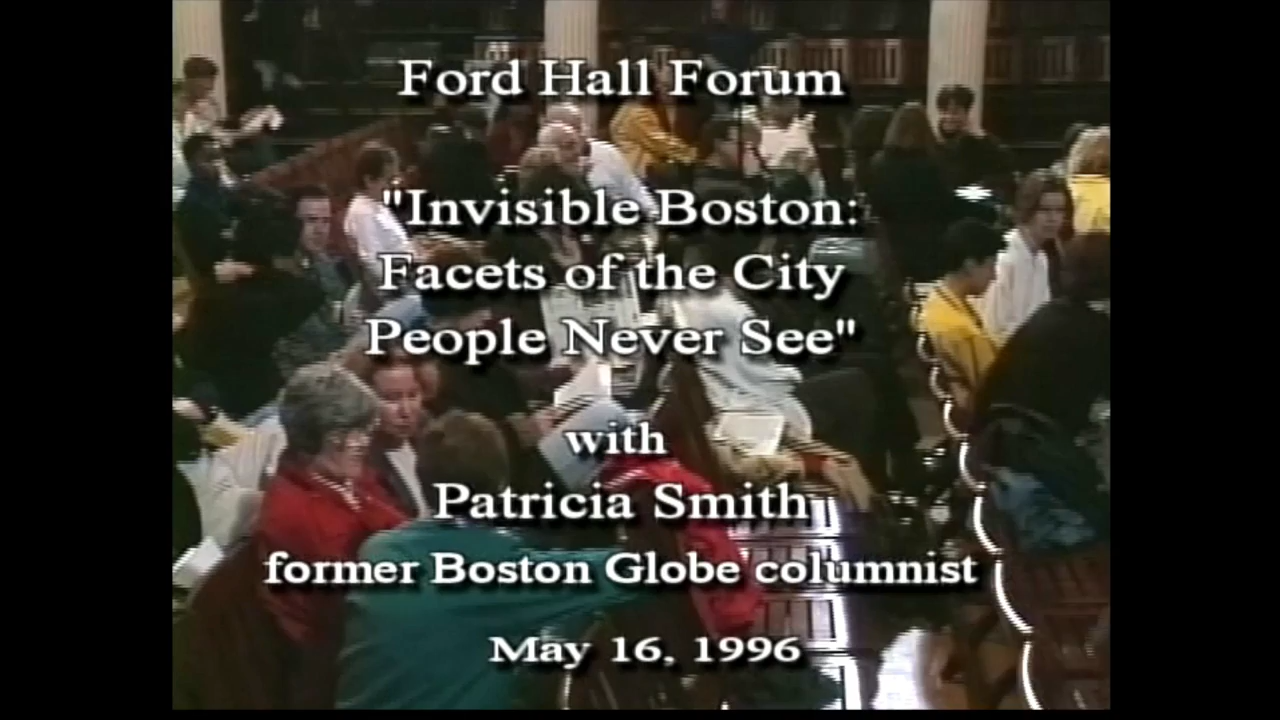 Ford Hall Forum
"Invisible Boston:
Facets of the City
People Never See"
with
Patricia Smith
former Boston Globe columnist
May 16, 1996